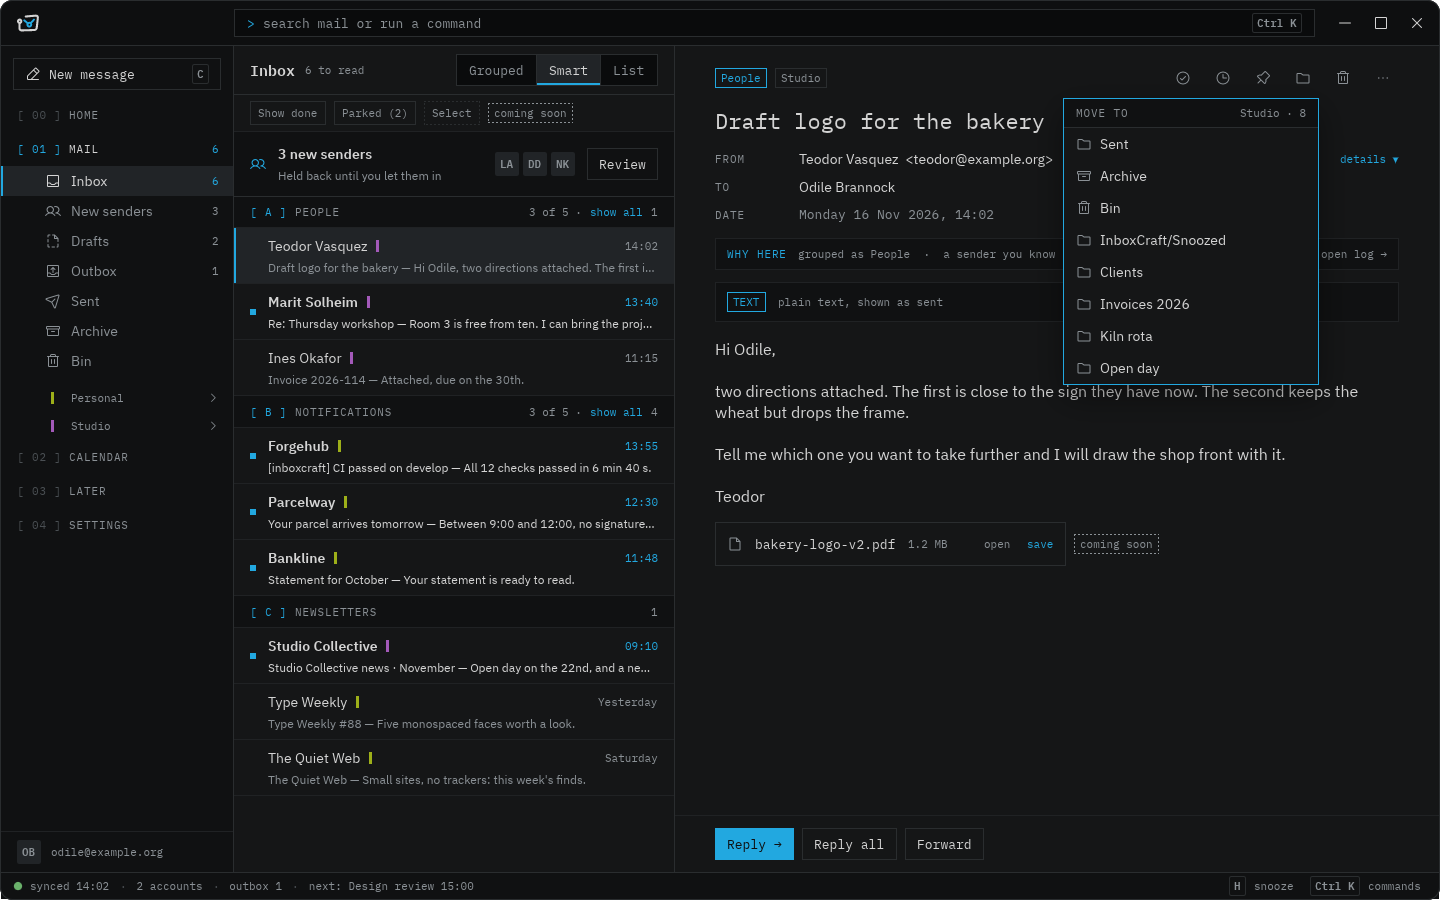 > search mail or run a command
Ctrl K
New message C
[ 00 ] HOME
[ 01 ] MAIL 6
Inbox 6
New senders 3
Drafts 2
Outbox 1
Sent
Archive
Bin
Personal
Studio
[ 02 ] CALENDAR
[ 03 ] LATER
[ 04 ] SETTINGS
OB odile@example.org
Inbox 6 to read
Grouped Smart List
Show done Parked (2) Select coming soon
3 new senders
Held back until you let them in
LA DD NK Review
[ A ] PEOPLE 3 of 5 · show all 1
Teodor Vasquez 14:02
Draft logo for the bakery — Hi Odile, two directions attached. The first i…
Marit Solheim 13:40
Re: Thursday workshop — Room 3 is free from ten. I can bring the proj…
Ines Okafor 11:15
Invoice 2026-114 — Attached, due on the 30th.
[ B ] NOTIFICATIONS 3 of 5 · show all 4
Forgehub 13:55
[inboxcraft] CI passed on develop — All 12 checks passed in 6 min 40 s.
Parcelway 12:30
Your parcel arrives tomorrow — Between 9:00 and 12:00, no signature…
Bankline 11:48
Statement for October — Your statement is ready to read.
[ C ] NEWSLETTERS 1
Studio Collective 09:10
Studio Collective news · November — Open day on the 22nd, and a ne…
Type Weekly Yesterday
Type Weekly #88 — Five monospaced faces worth a look.
The Quiet Web Saturday
The Quiet Web — Small sites, no trackers: this week's finds.
People Studio
Draft logo for the bakery
FROM Teodor Vasquez <teodor@example.org>
details ▾
TO Odile Brannock
DATE Monday 16 Nov 2026, 14:02
WHY HERE grouped as People · a sender you know
open log →
TEXT plain text, shown as sent
MOVE TO Studio · 8
Sent
Archive
Bin
InboxCraft/Snoozed
Clients
Invoices 2026
Kiln rota
Open day
Hi Odile,
two directions attached. The first is close to the sign they have now. The second keeps the
wheat but drops the frame.
Tell me which one you want to take further and I will draw the shop front with it.
Teodor
bakery-logo-v2.pdf 1.2 MB open save coming soon
Reply → Reply all Forward
synced 14:02 · 2 accounts · outbox 1 · next: Design review 15:00
H snooze Ctrl K commands